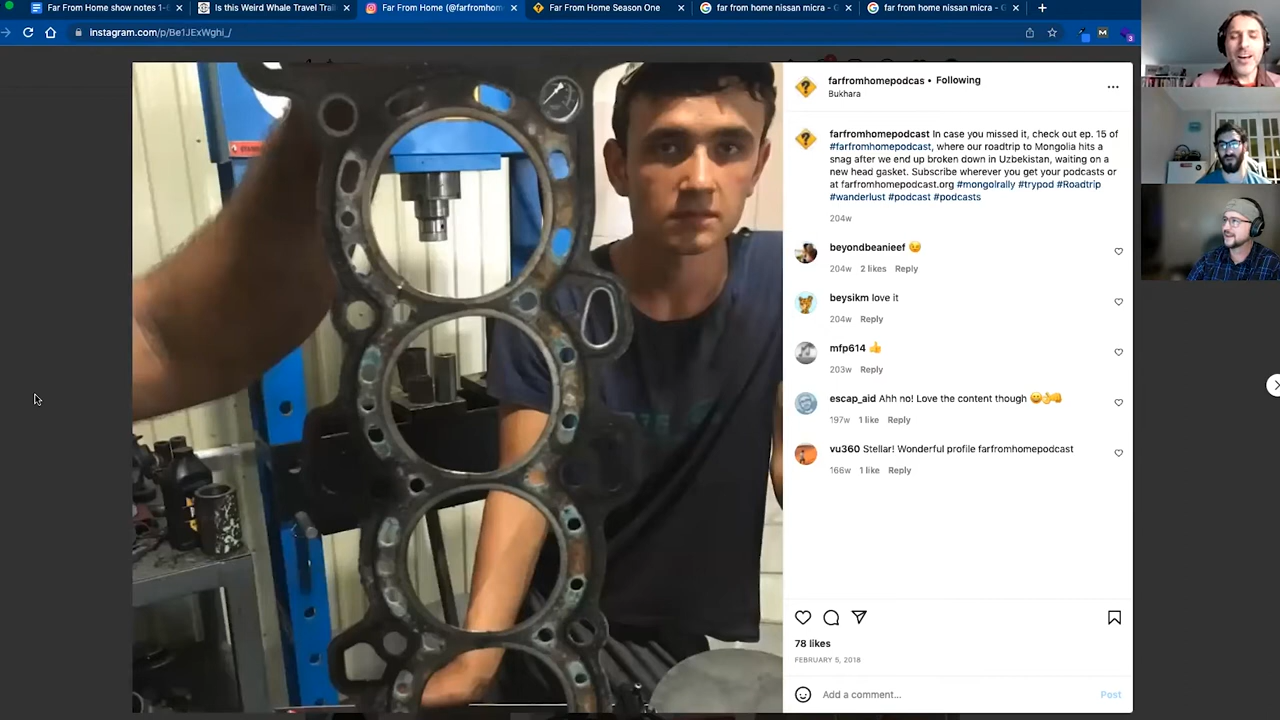 Far From Home show notes 1-6
Is this Weird Whale Travel Trail
Far From Home (@farfromhom
Far From Home Season One
far from home nissan micra - G
far from home nissan micra - G
instagram.com/p/Be1JExWghi_/
M
3
farfromhomepodcas • Following
Bukhara
farfromhomepodcast In case you missed it, check out ep. 15 of
#farfromhomepodcast, where our roadtrip to Mongolia hits a
snag after we end up broken down in Uzbekistan, waiting on a
new head gasket. Subscribe wherever you get your podcasts or
at farfromhomepodcast.org #mongolrally #trypod #Roadtrip
#wanderlust #podcast #podcasts
204w
beyondbeanieef 😉
204w 2 likes Reply
beysikm love it
204w Reply
mfp614 👍
203w Reply
escap_aid Ahh no! Love the content though
197w 1 like Reply
vu360 Stellar! Wonderful profile farfromhomepodcast
166w 1 like Reply
78 likes
FEBRUARY 5, 2018
Add a comment...
Post